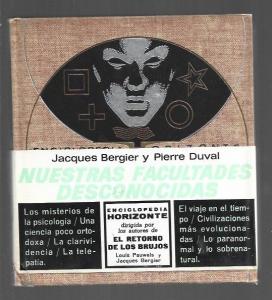 Jacques Bergier y Pierre Duval
NUESTRAS FACULTADES
DESCONOCIDAS
Los misterios de
la psicología / Una
ciencia poco orto-
doxa / La clarivi-
dencia / La tele-
patía.
ENCICLOPEDIA
HORIZONTE
dirigida por
los autores de
EL RETORNO
DE LOS BRUJOS
Louis Pauwels y
Jacques Bergier
El viaje en el tiem-
po / Civilizaciones
más evoluciona-
das / Lo paranor-
mal y lo sobrena-
tural.